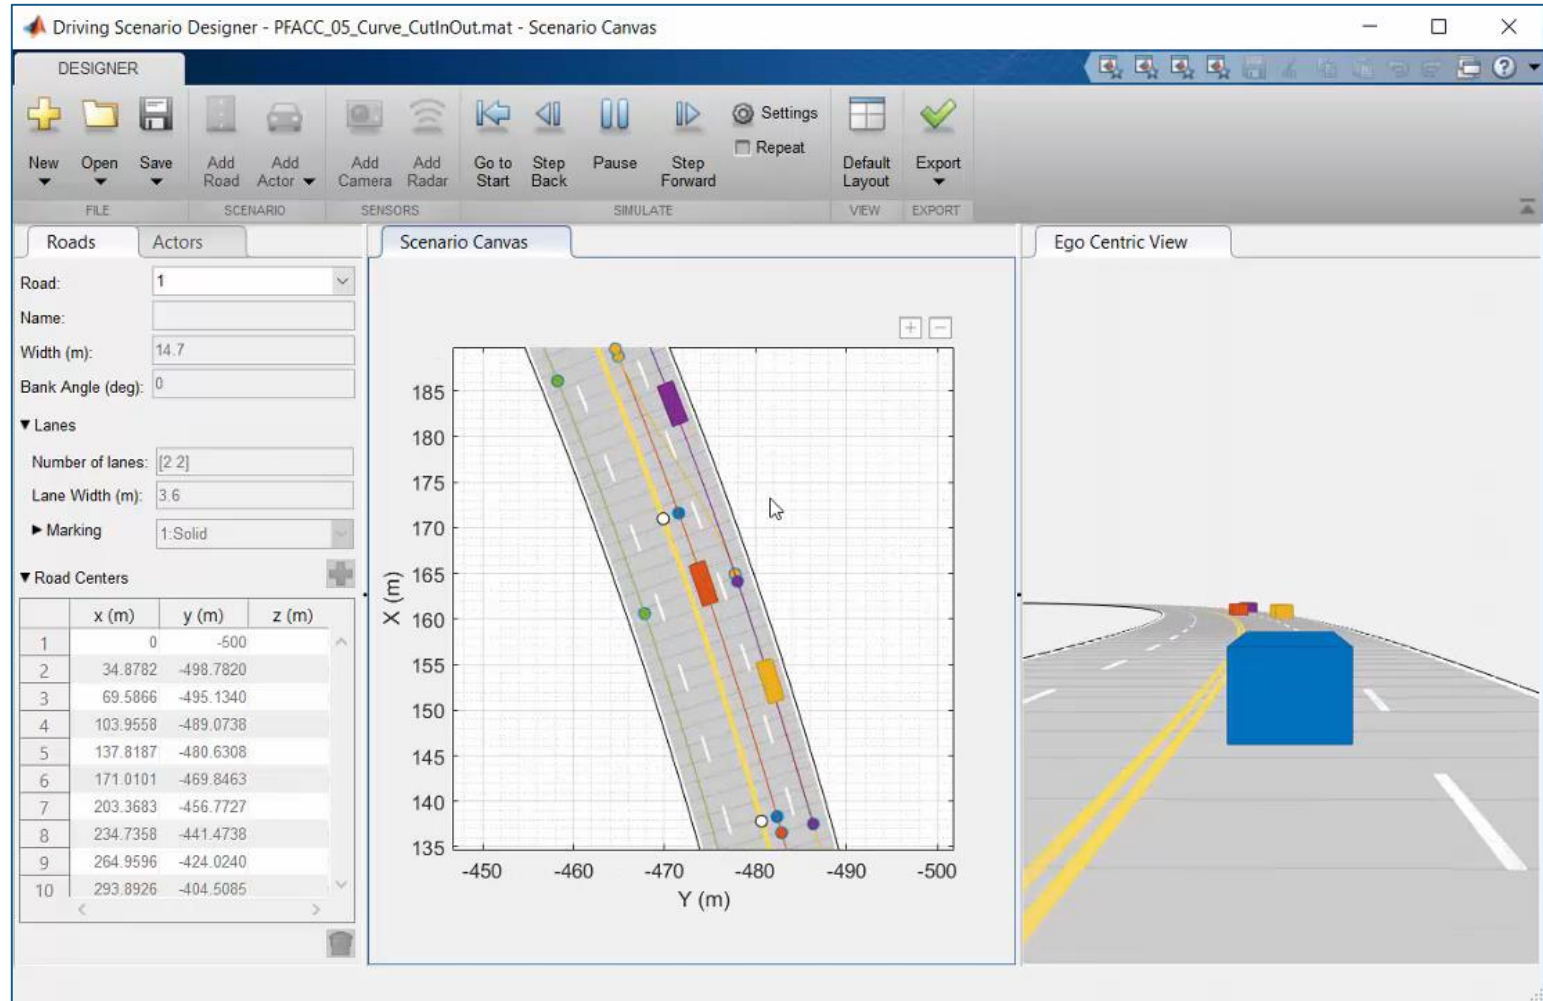 Driving Scenario Designer - PFACC_05_Curve_CutInOut.mat - Scenario Canvas
DESIGNER
New
Open
Save
Add Road
Add Actor
Add Camera
Add Radar
Go to Start
Step Back
Pause
Step Forward
Settings
Repeat
Default Layout
Export
FILE
SCENARIO
SENSORS
SIMULATE
VIEW
EXPORT
Roads
Actors
Road: 1
Name:
Width (m): 14.7
Bank Angle (deg): 0
Lanes
Number of lanes: [2 2]
Lane Width (m): 3.6
Marking 1:Solid
Road Centers
x (m) y (m) z (m)
1 0 -500
2 34.8782 -498.7820
3 69.5866 -495.1340
4 103.9558 -489.0738
5 137.8187 -480.6308
6 171.0101 -469.8463
7 203.3683 -456.7727
8 234.7358 -441.4738
9 264.9596 -424.0240
10 293.8926 -404.5085
Scenario Canvas
185
180
175
170
165
160
155
150
145
140
135
X (m)
-450 -460 -470 -480 -490 -500
Y (m)
Ego Centric View